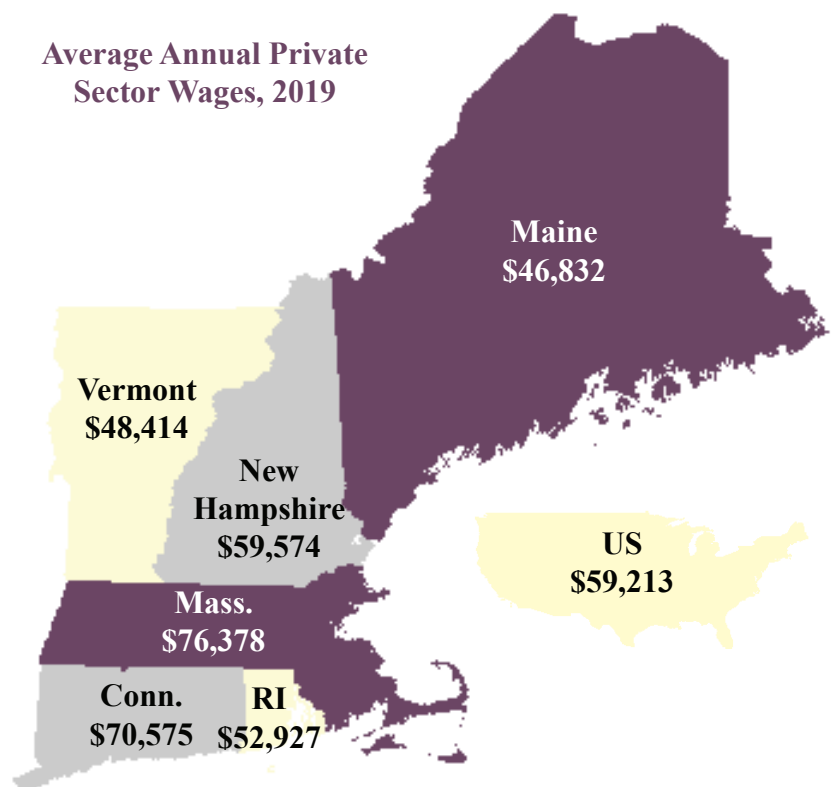 Average Annual Private
Sector Wages, 2019
Maine
$46,832
Vermont
$48,414
New
Hampshire
$59,574
US
$59,213
Mass.
$76,378
Conn.
$70,575
RI
$52,927